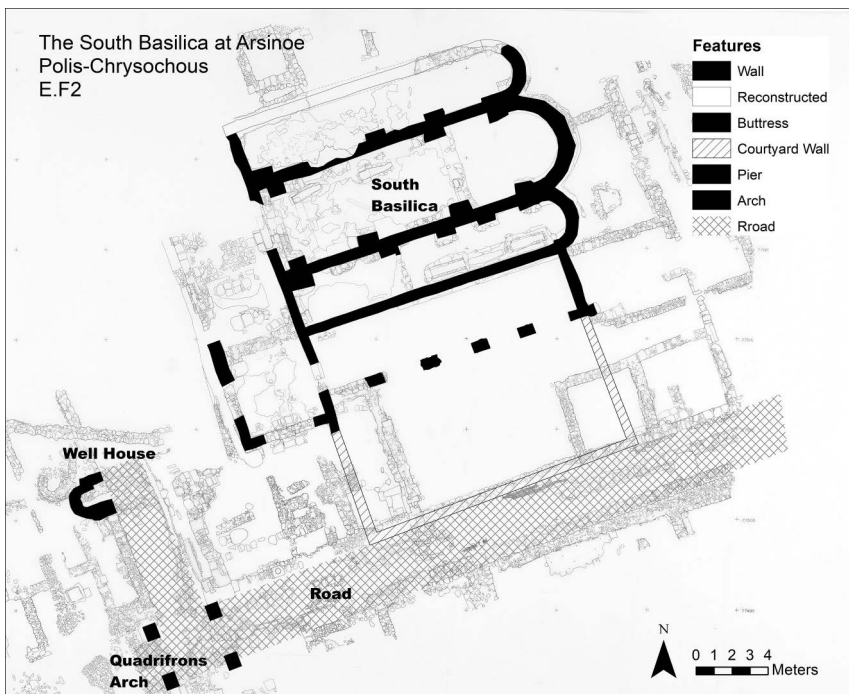 The South Basilica at Arsinoe
Polis-Chrysochous
E.F2
Features
Wall
Reconstructed
Buttress
Courtyard Wall
Pier
Arch
Rroad
South
Basilica
Well House
Road
Quadrifrons
Arch
N
0 1 2 3 4
Meters